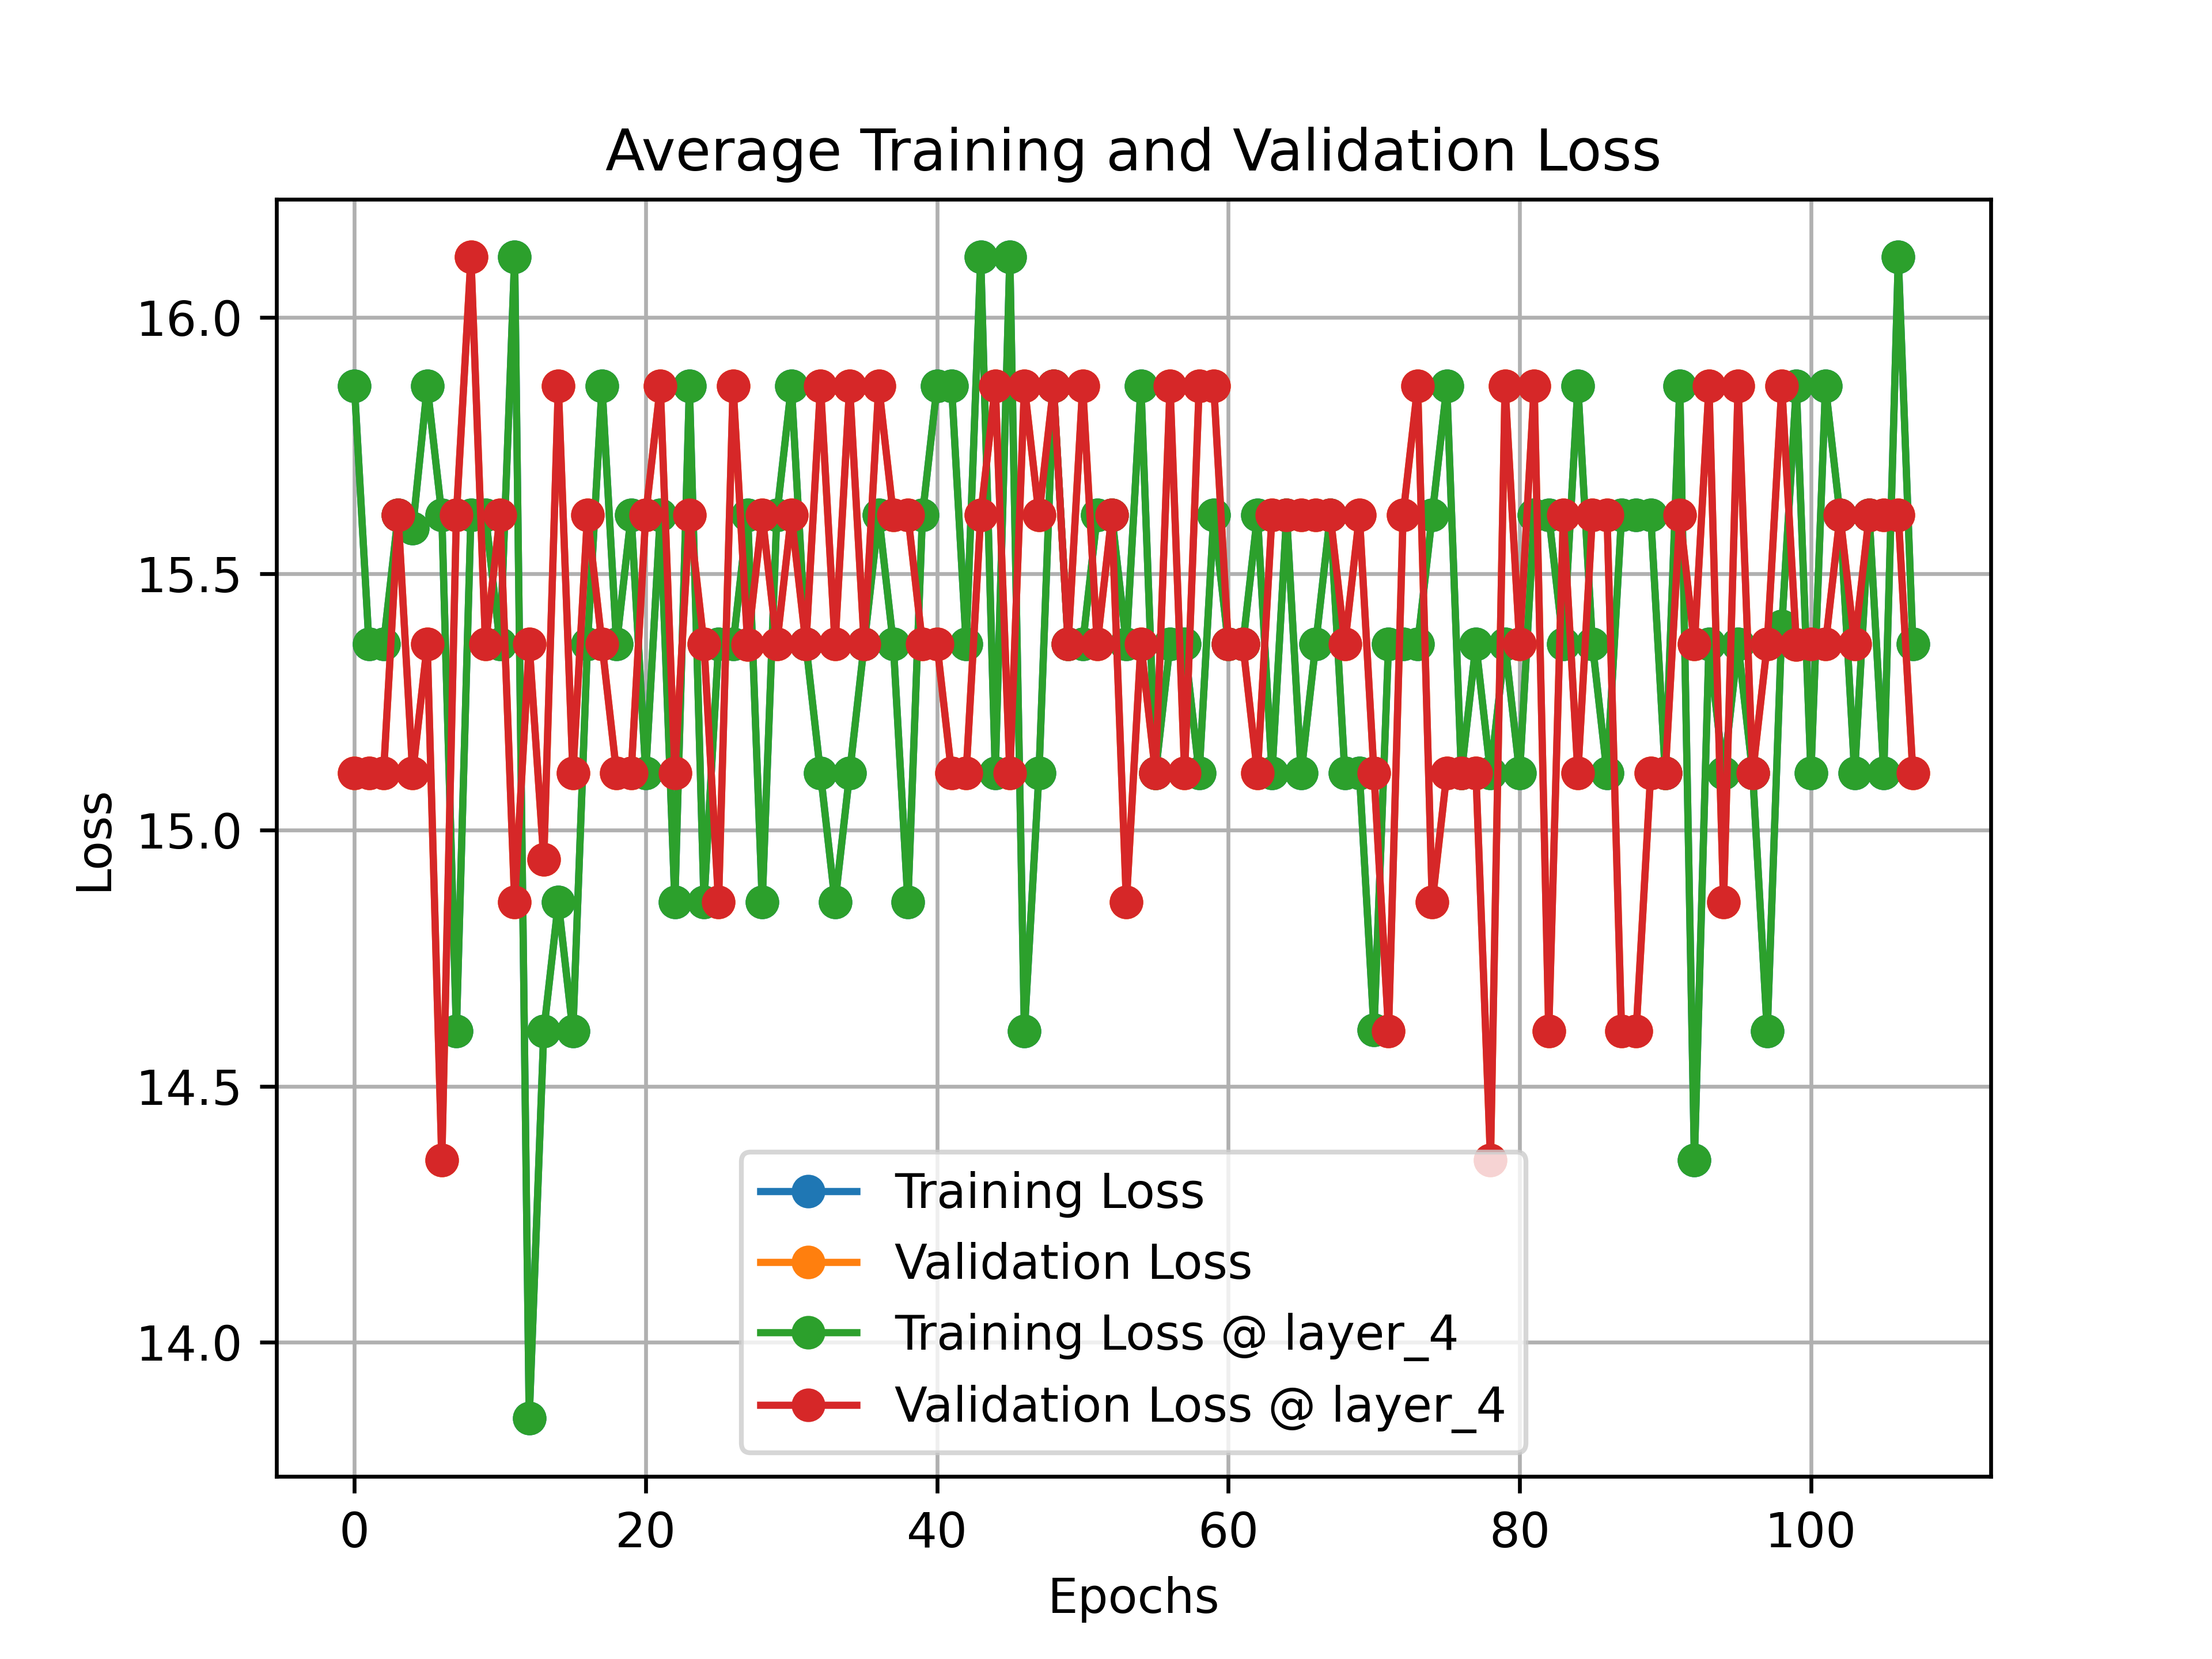 Average Training and Validation Loss
16.0
15.5
15.0
14.5
14.0
Loss
Training Loss
Validation Loss
Training Loss @ layer_4
Validation Loss @ layer_4
0 20 40 60 80 100
Epochs